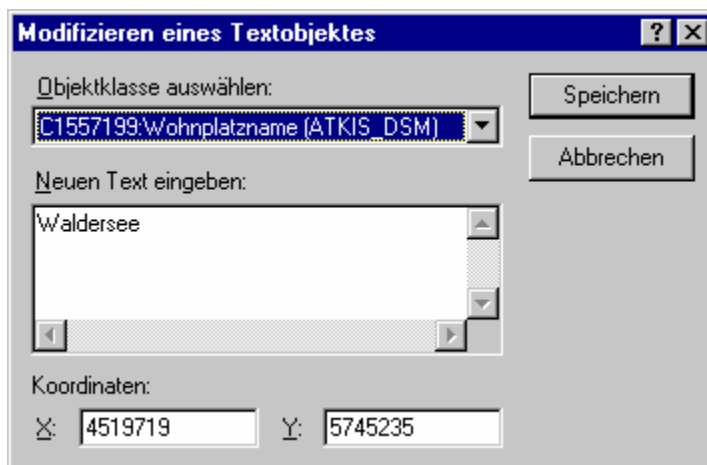 Modifizieren eines Textobjektes
Objektklasse auswählen:
C1557199:Wohnplatzname (ATKIS_DSM)
Speichern
Abbrechen
Neuen Text eingeben:
Waldersee
Koordinaten:
X: 4519719 Y: 5745235